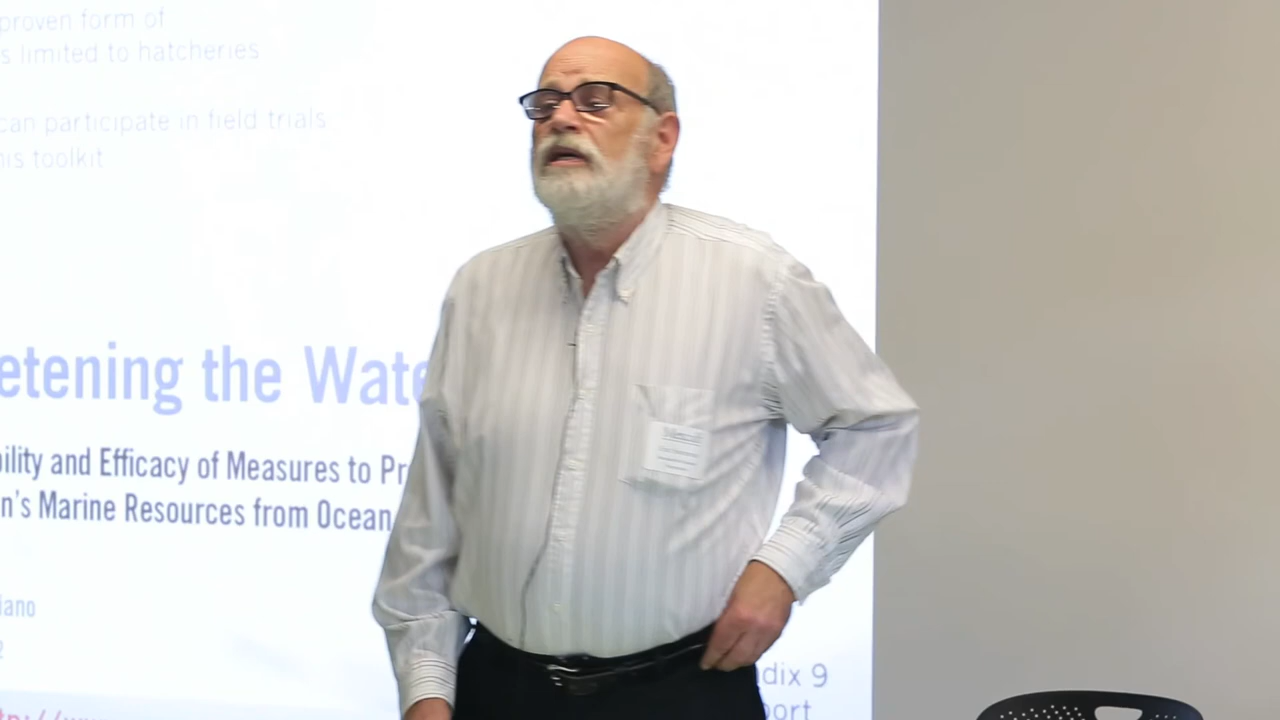 proven form of
s limited to hatcheries
can participate in field trials
his toolkit
etening the Wate
bility and Efficacy of Measures to Pr
n's Marine Resources from Ocean
lano
2
dix 9
port